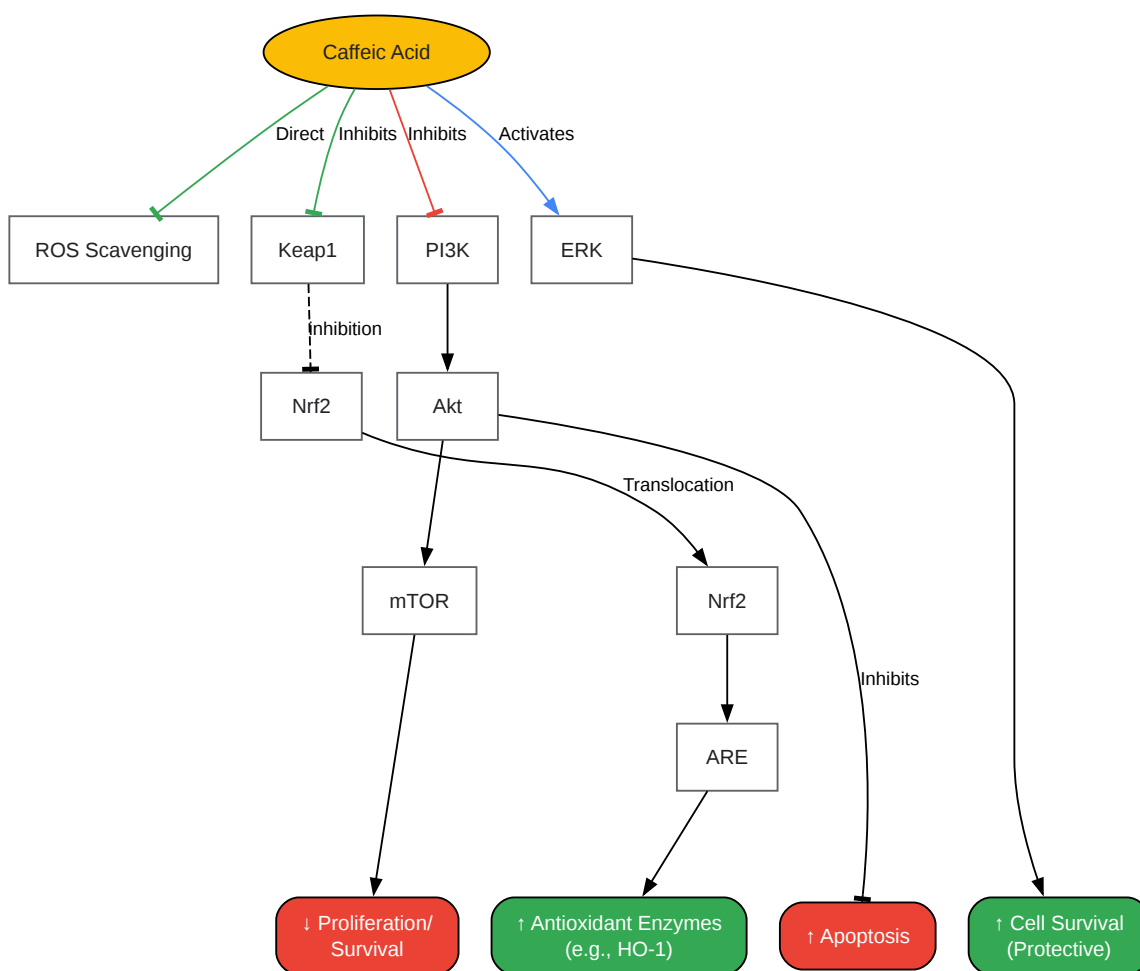 Caffeic Acid
Direct
Inhibits
Inhibits
Activates
ROS Scavenging
Keap1
PI3K
ERK
Inhibition
Nrf2
Akt
Translocation
mTOR
Nrf2
Inhibits
ARE
↓ Proliferation/
Survival
↑ Antioxidant Enzymes
(e.g., HO-1)
↑ Apoptosis
↑ Cell Survival
(Protective)